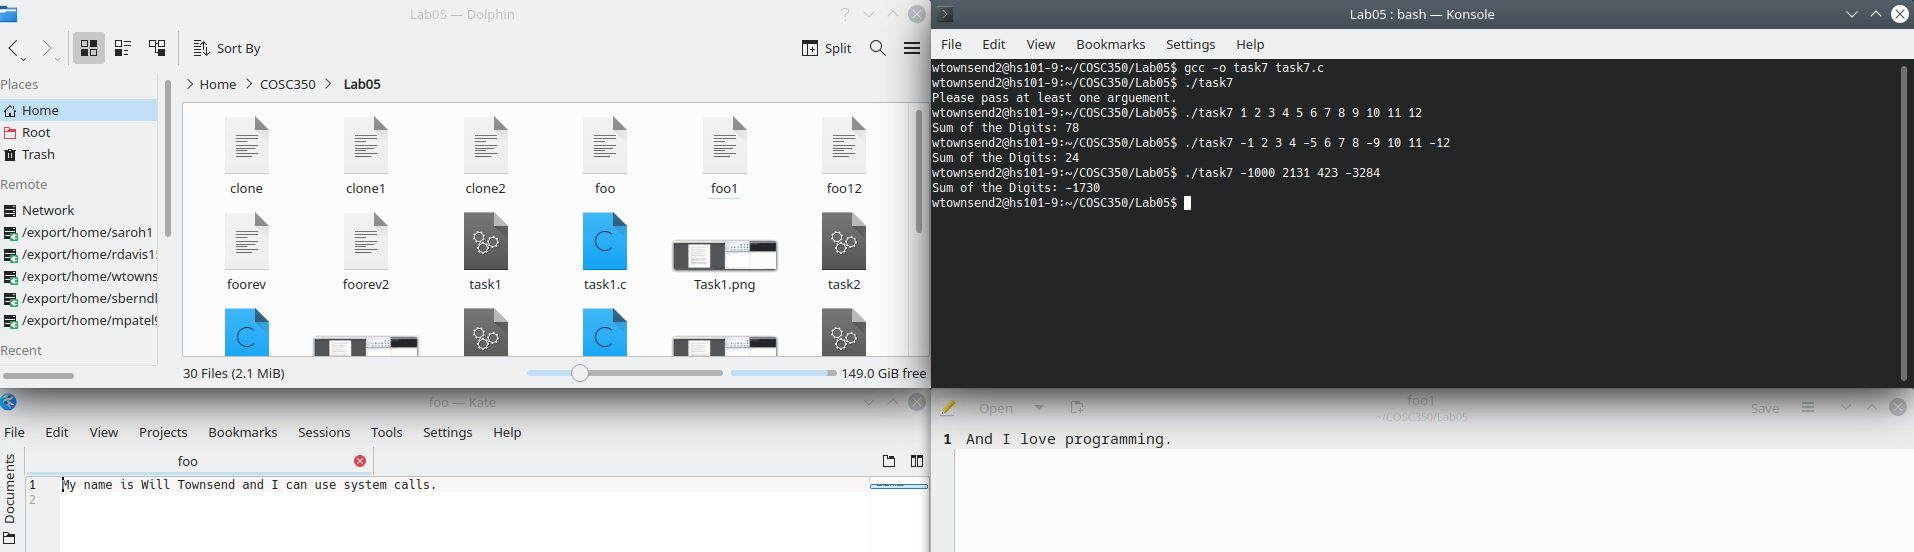 Lab05 — Dolphin
Sort By
Split
Places
Home
Root
Trash
Remote
Network
/export/home/saroh1
/export/home/rdavis15
/export/home/wtowns
/export/home/sberndl
/export/home/mpatel9
Recent
Home
COSC350
Lab05
clone
clone1
clone2
foo
foo1
foo12
foorev
foorev2
task1
task1.c
Task1.png
task2
30 Files (2.1 MiB)
149.0 GiB free
Lab05 : bash — Konsole
File Edit View Bookmarks Settings Help
wtownsend2@hs101-9:~/COSC350/Lab05$ gcc -o task7 task7.c
wtownsend2@hs101-9:~/COSC350/Lab05$ ./task7
Please pass at least one arguement.
wtownsend2@hs101-9:~/COSC350/Lab05$ ./task7 1 2 3 4 5 6 7 8 9 10 11 12
Sum of the Digits: 78
wtownsend2@hs101-9:~/COSC350/Lab05$ ./task7 -1 2 3 4 -5 6 7 8 -9 10 11 -12
Sum of the Digits: 24
wtownsend2@hs101-9:~/COSC350/Lab05$ ./task7 -1000 2131 423 -3284
Sum of the Digits: -1730
wtownsend2@hs101-9:~/COSC350/Lab05$
foo — Kate
File Edit View Projects Bookmarks Sessions Tools Settings Help
foo
Documents
1 My name is Will Townsend and I can use system calls.
2
Open
foo1
~/COSC350/Lab05
Save
1 And I love programming.